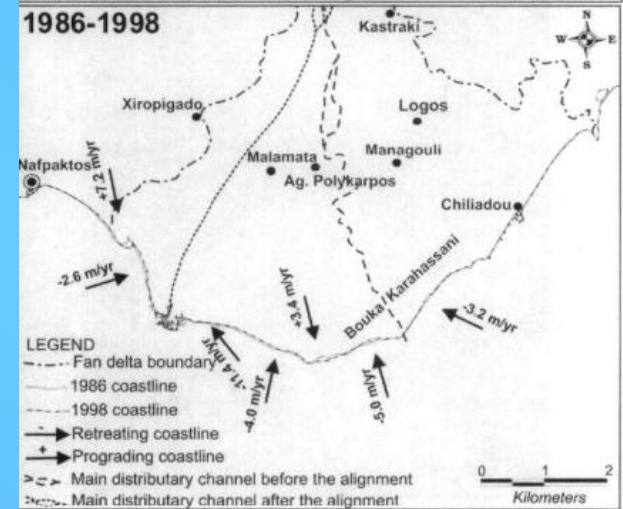 1986-1998
Kastraki
N
W E
S
Xiropigado
Logos
+7.2 m/yr
Nafpaktos
Malamata
Managouli
Ag. Polykarpos
Chiliadou
-2.6 m/yr
+3.4 m/yr
Bouka/Karahassani
-3.2 m/yr
-11.4 m/yr
-4.0 m/yr
-5.0 m/yr
LEGEND
Fan delta boundary
1986 coastline
1998 coastline
- Retreating coastline
+ Prograding coastline
Main distributary channel before the alignment
Main distributary channel after the alignment
0 1 2
Kilometers